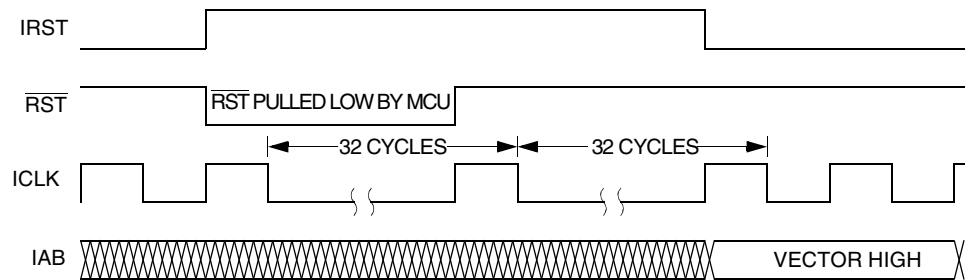 IRST
RST
RST PULLED LOW BY MCU
32 CYCLES
32 CYCLES
ICLK
IAB
VECTOR HIGH